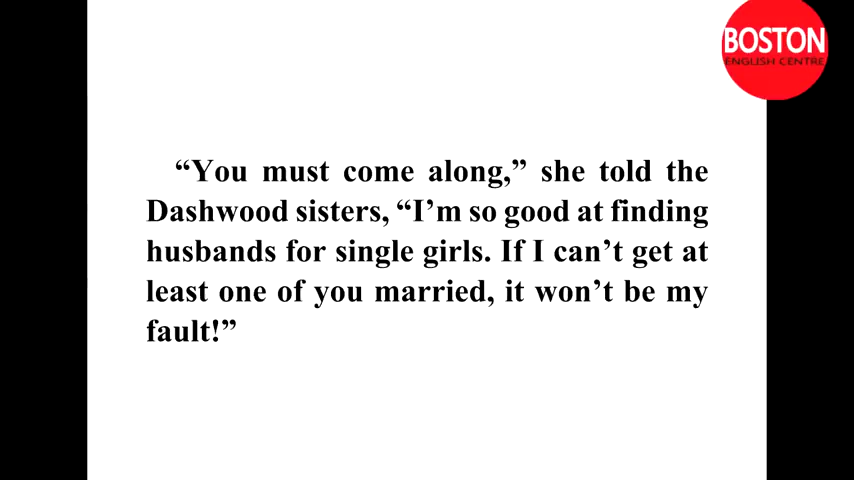 BOSTON
ENGLISH CENTRE
“You must come along,” she told the
Dashwood sisters, “I’m so good at finding
husbands for single girls. If I can’t get at
least one of you married, it won’t be my
fault!”